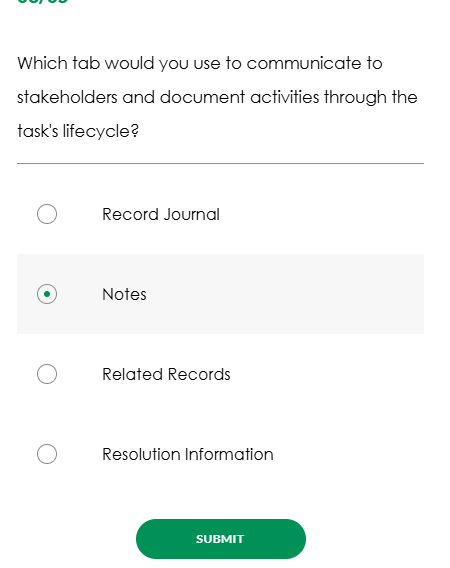 Which tab would you use to communicate to
stakeholders and document activities through the
task's lifecycle?
Record Journal
Notes
Related Records
Resolution Information
SUBMIT